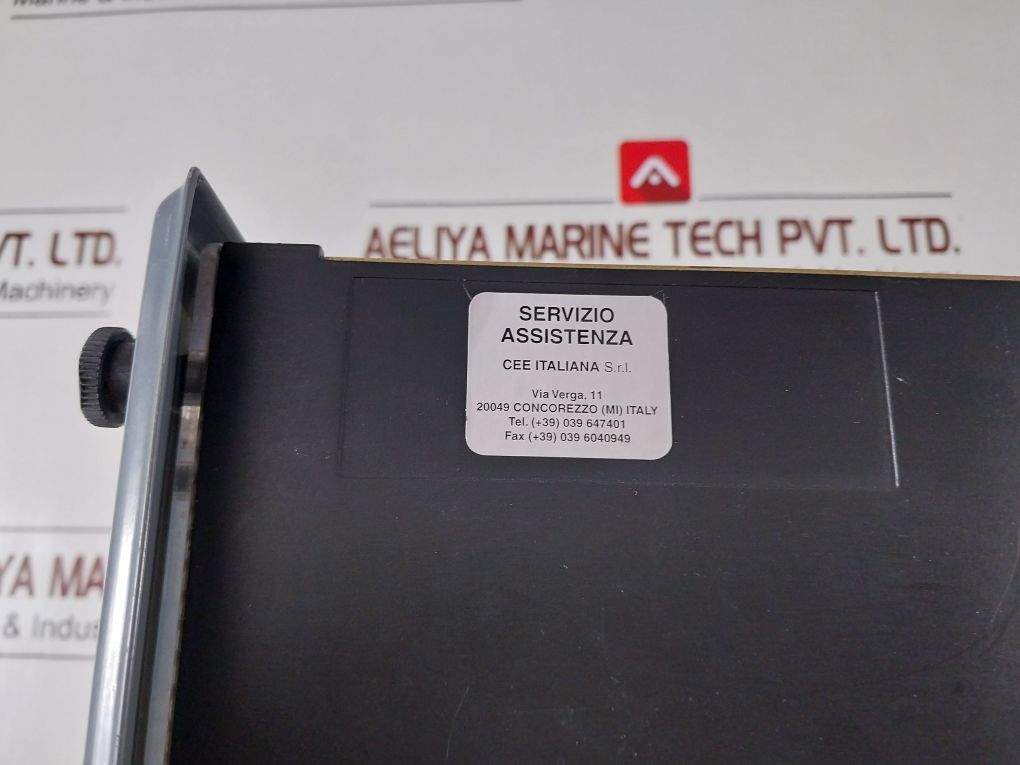 AELIYA MARINE TECH PVT. LTD.
VT. LTD.
Machinery
SERVIZIO
ASSISTENZA
CEE ITALIANA S.r.l.
Via Verga, 11
20049 CONCOREZZO (MI) ITALY
Tel. (+39) 039 647401
Fax (+39) 039 6040949
YA MA
& Indus